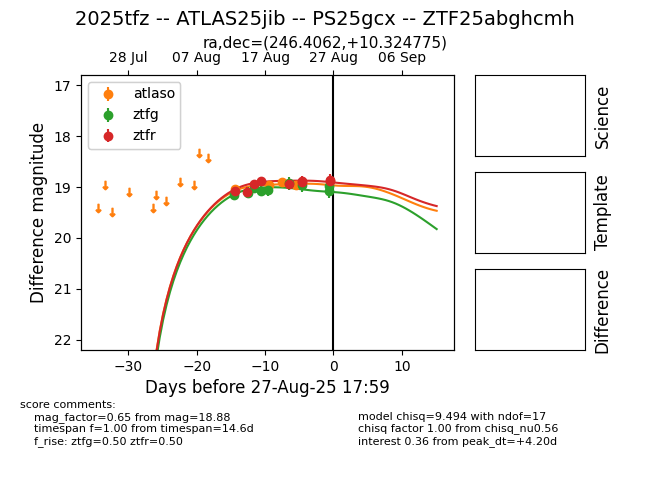 2025tfz -- ATLAS25jib -- PS25gcx -- ZTF25abghcmh
ra,dec=(246.4062,+10.324775)
28 Jul 07 Aug 17 Aug 27 Aug 06 Sep
17
18
19
20
21
22
Difference magnitude
atlaso
ztfg
ztfr
−30 −20 −10 0 10
Days before 27-Aug-25 17:59
Science
Template
Difference
score comments:
mag_factor=0.65 from mag=18.88
timespan f=1.00 from timespan=14.6d
f_rise: ztfg=0.50 ztfr=0.50
model chisq=9.494 with ndof=17
chisq factor 1.00 from chisq_nu0.56
interest 0.36 from peak_dt=+4.20d